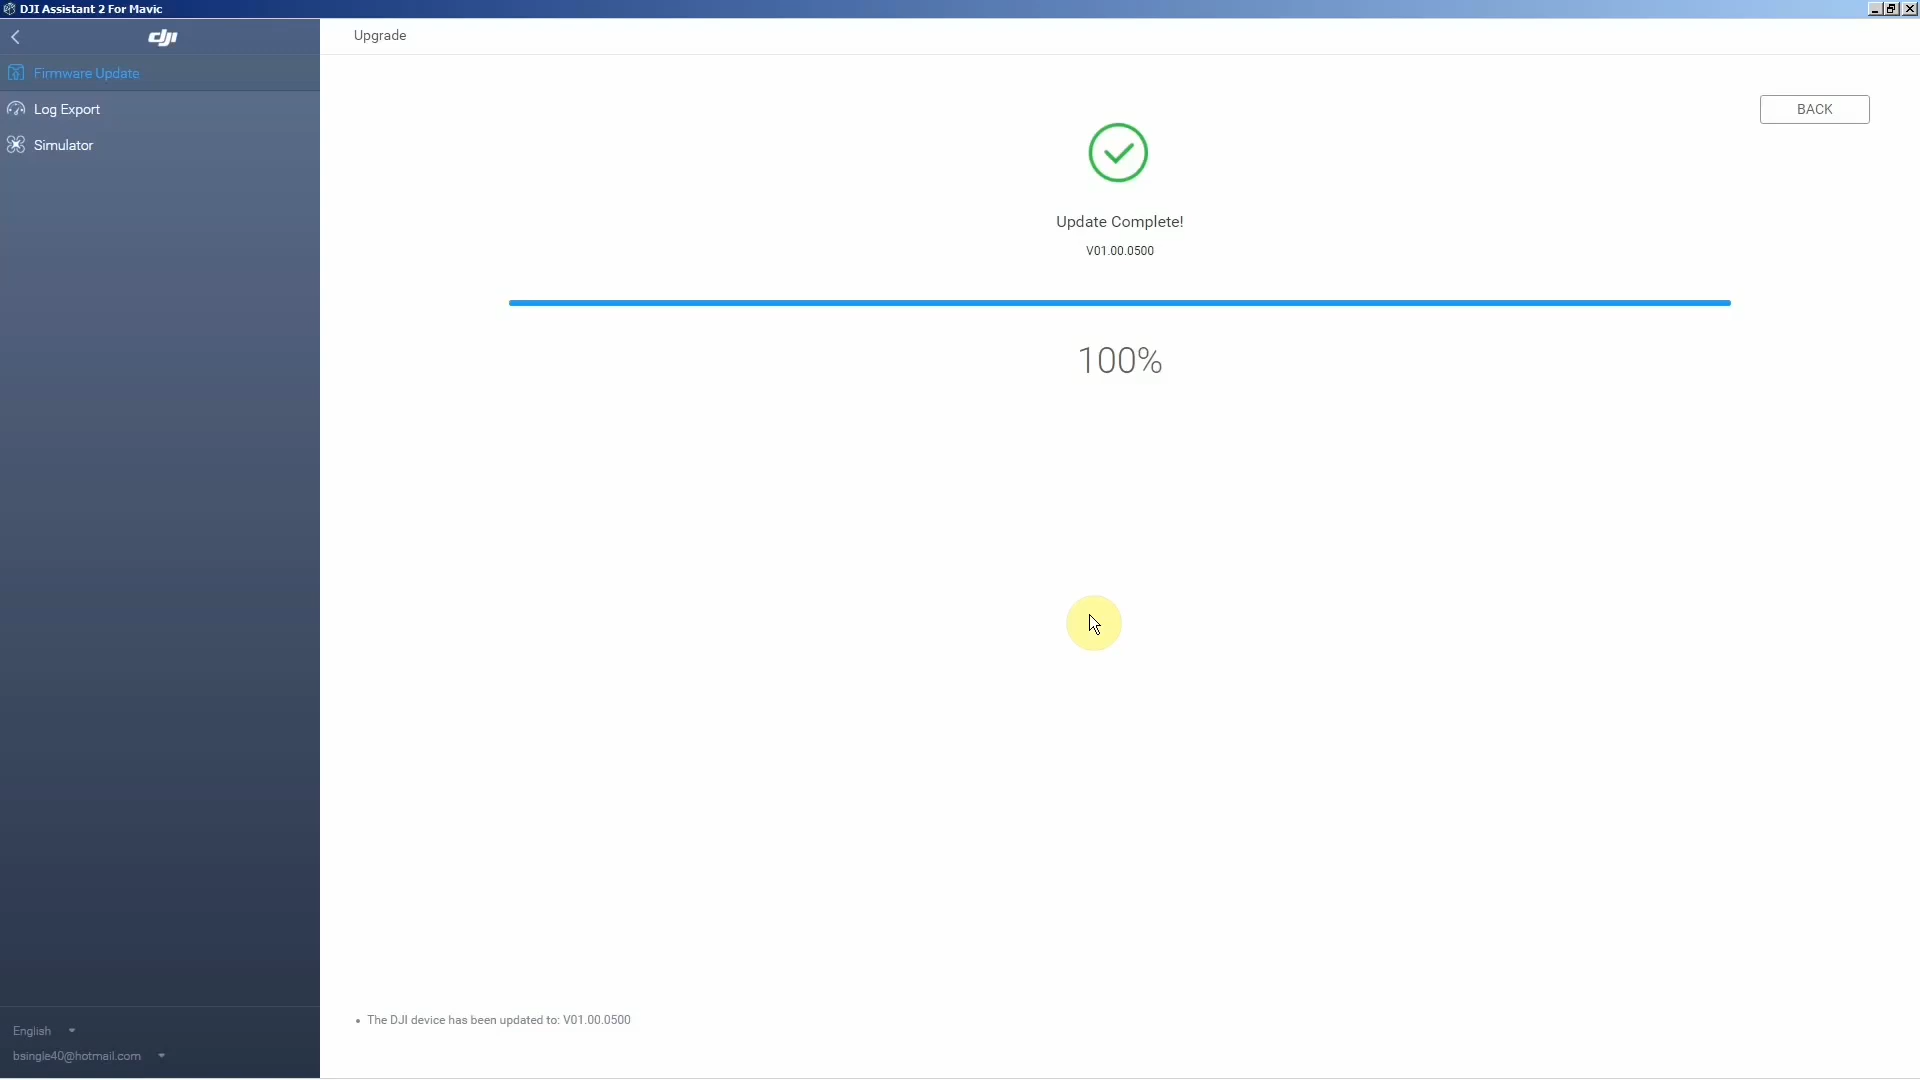 DJI Assistant 2 For Mavic
dji
Upgrade
Firmware Update
Log Export
Simulator
BACK
Update Complete!
V01.00.0500
100%
• The DJI device has been updated to: V01.00.0500
English
bsingle40@hotmail.com